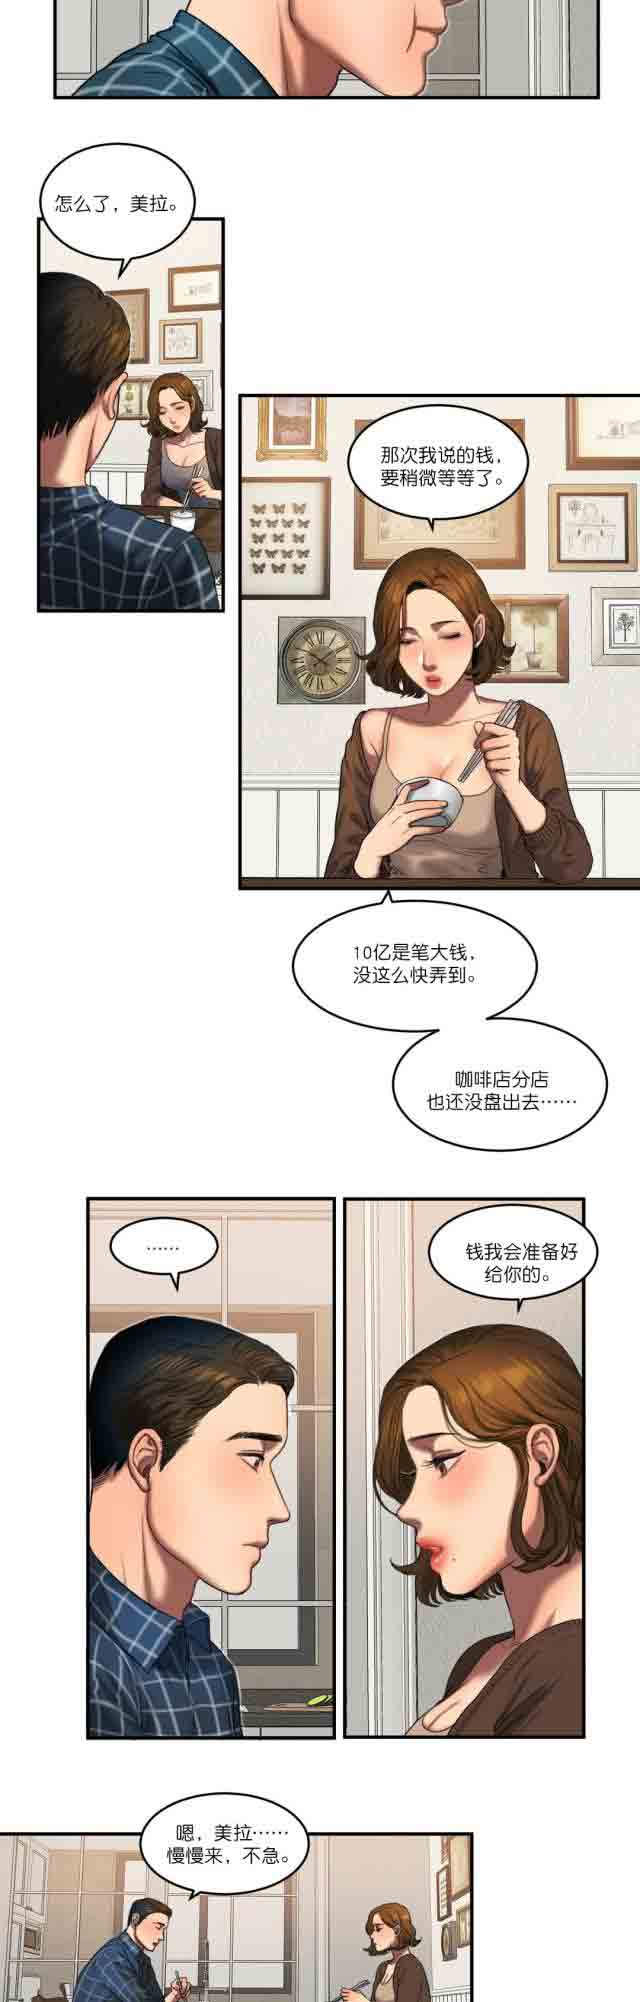 怎么了，美拉。
那次我说的钱，
要稍微等等了。
10亿是笔大钱，
没这么快弄到。
咖啡店分店
也还没盘出去……
……
钱我会准备好
给你的。
嗯，美拉……
慢慢来，不急。